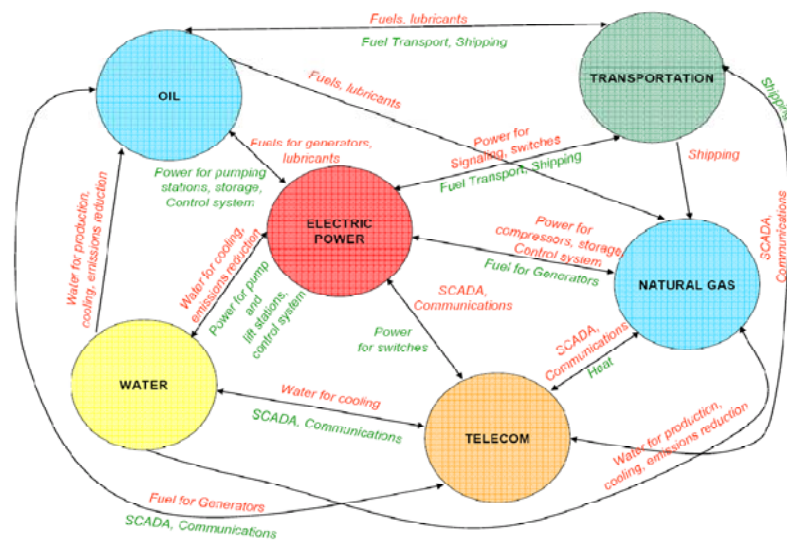 Fuels, lubricants
Fuel Transport, Shipping
TRANSPORTATION
OIL
Fuels, lubricants
Shipping
Fuels for generators,
lubricants
Power for
Signaling, switches
Shipping
Power for pumping
stations, storage,
Control system
Fuel Transport, Shipping
ELECTRIC
POWER
Power for
compressors, storage,
Control system
Fuel for Generators
NATURAL GAS
SCADA,
Communications
Water for production,
cooling, emissions reduction
Water for cooling,
emissions reduction
Power for pump
and
lift stations,
control system
SCADA,
Communications
Power
for switches
SCADA,
Communications
Heat
WATER
Water for cooling
SCADA, Communications
TELECOM
Water for production,
cooling, emissions reduction
Fuel for Generators
SCADA, Communications